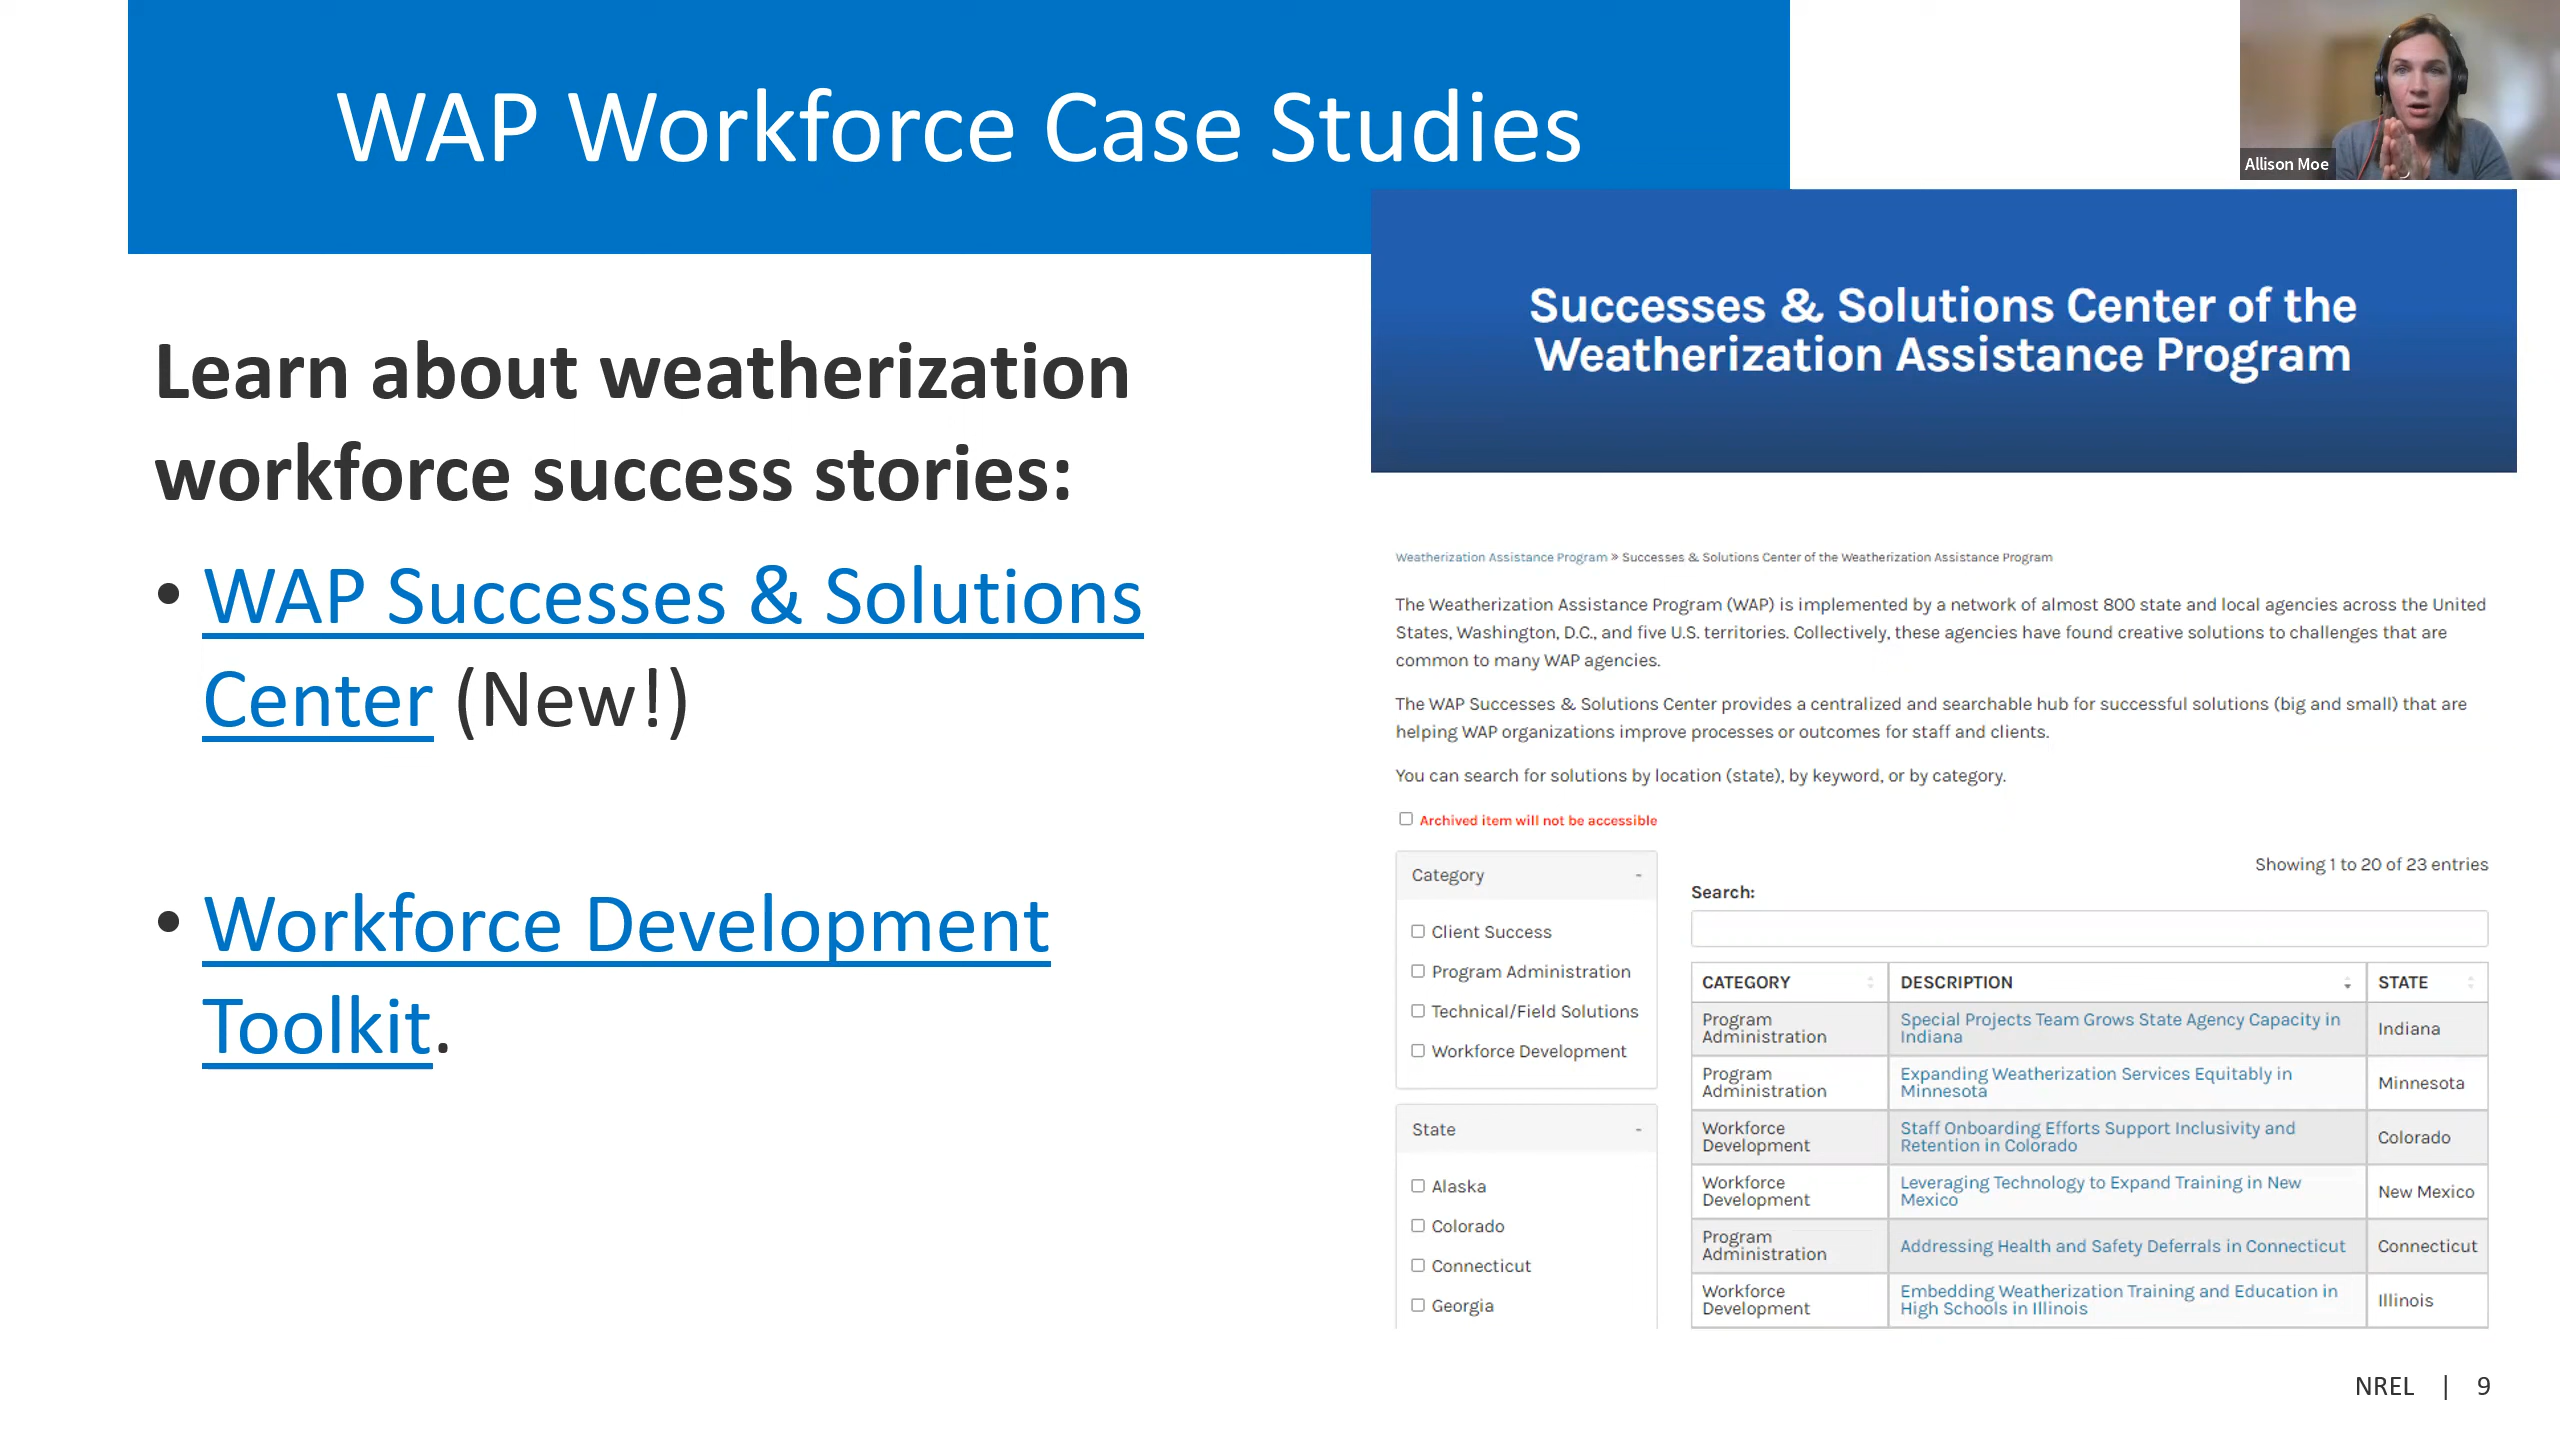 WAP Workforce Case Studies
Allison Moe
Learn about weatherization
workforce success stories:
• WAP Successes & Solutions
Center (New!)
• Workforce Development
Toolkit.
Successes & Solutions Center of the
Weatherization Assistance Program
Weatherization Assistance Program » Successes & Solutions Center of the Weatherization Assistance Program
The Weatherization Assistance Program (WAP) is implemented by a network of almost 800 state and local agencies across the United
States, Washington, D.C., and five U.S. territories. Collectively, these agencies have found creative solutions to challenges that are
common to many WAP agencies.
The WAP Successes & Solutions Center provides a centralized and searchable hub for successful solutions (big and small) that are
helping WAP organizations improve processes or outcomes for staff and clients.
You can search for solutions by location (state), by keyword, or by category.
Archived item will not be accessible
Category -
Client Success
Program Administration
Technical/Field Solutions
Workforce Development
State -
Alaska
Colorado
Connecticut
Georgia
Showing 1 to 20 of 23 entries
Search:
CATEGORY DESCRIPTION STATE
Program
Administration
Special Projects Team Grows State Agency Capacity in
Indiana
Indiana
Program
Administration
Expanding Weatherization Services Equitably in
Minnesota
Minnesota
Workforce
Development
Staff Onboarding Efforts Support Inclusivity and
Retention in Colorado
Colorado
Workforce
Development
Leveraging Technology to Expand Training in New
Mexico
New Mexico
Program
Administration
Addressing Health and Safety Deferrals in Connecticut
Connecticut
Workforce
Development
Embedding Weatherization Training and Education in
High Schools in Illinois
Illinois
NREL | 9